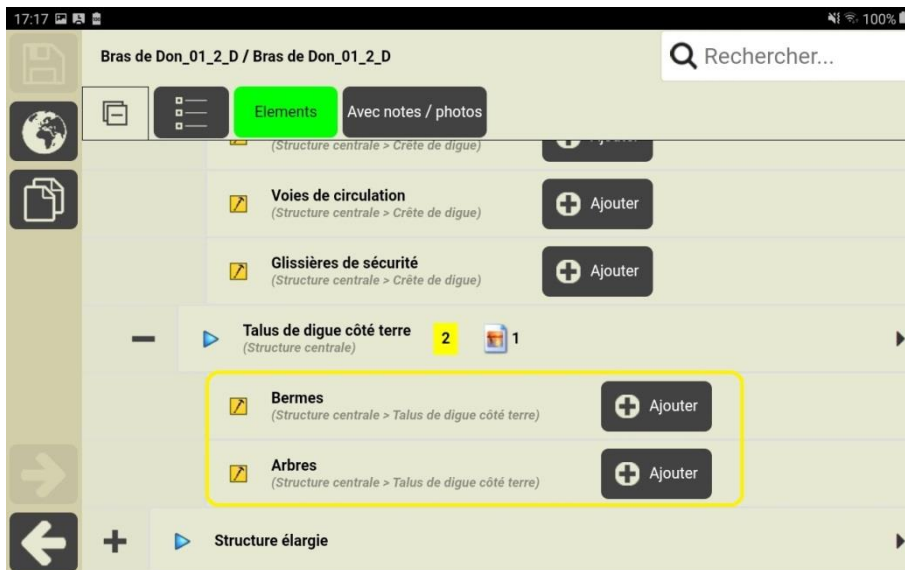 17:17 100%
Bras de Don_01_2_D / Bras de Don_01_2_D
Rechercher...
Elements
Avec notes / photos
(Structure centrale > Crête de digue)
Ajouter
Voies de circulation
(Structure centrale > Crête de digue)
Ajouter
Glissières de sécurité
(Structure centrale > Crête de digue)
Ajouter
Talus de digue côté terre
(Structure centrale)
2
1
Bermes
(Structure centrale > Talus de digue côté terre)
Ajouter
Arbres
(Structure centrale > Talus de digue côté terre)
Ajouter
Structure élargie